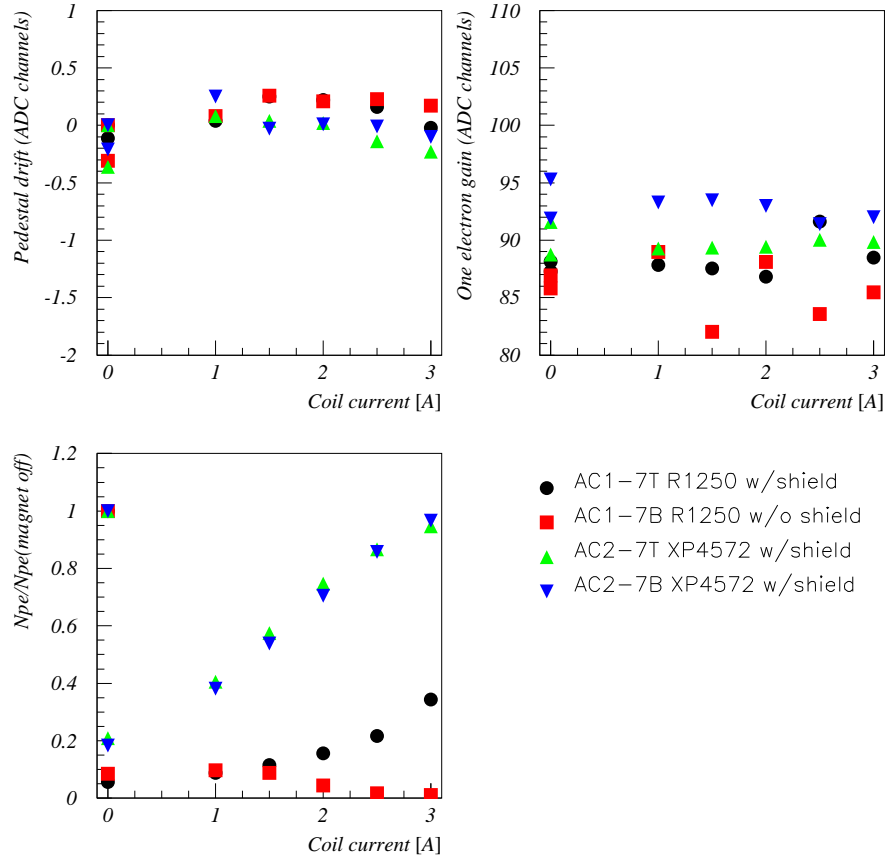 Pedestal drift (ADC channels)
1
0.5
0
-0.5
-1
-1.5
-2
0 1 2 3
Coil current [A]
One electron gain (ADC channels)
110
105
100
95
90
85
80
0 1 2 3
Coil current [A]
Npe/Npe(magnet off)
1.2
1
0.8
0.6
0.4
0.2
0
0 1 2 3
Coil current [A]
AC1-7T R1250 w/shield
AC1-7B R1250 w/o shield
AC2-7T XP4572 w/shield
AC2-7B XP4572 w/shield